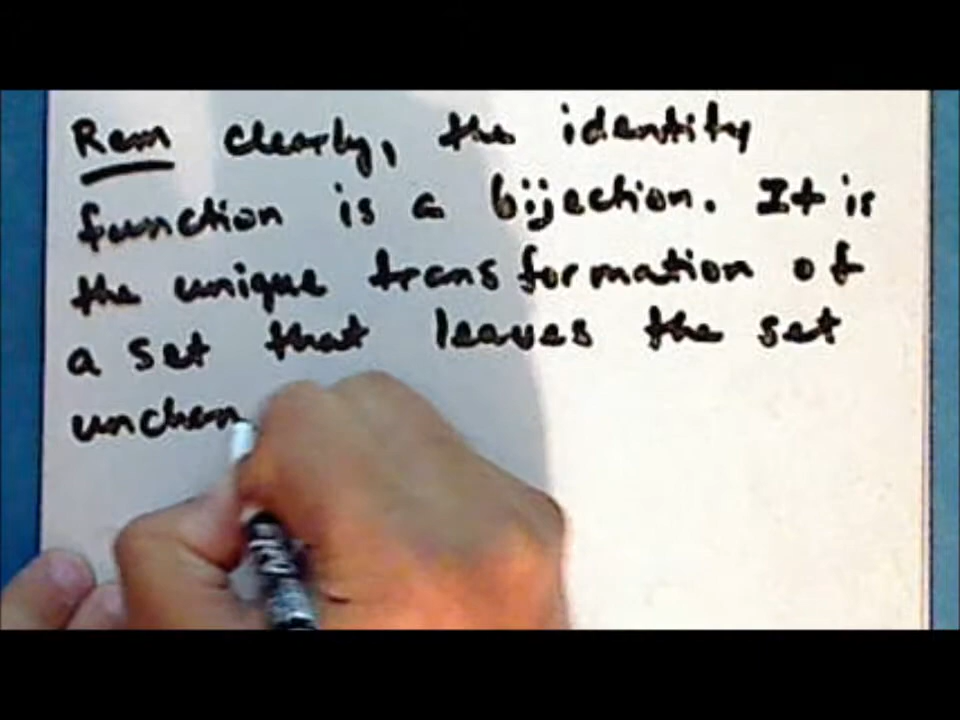 Rem clearly, the identity
function is a bijection. It is
the unique transformation of
a set that leaves the set
unchan